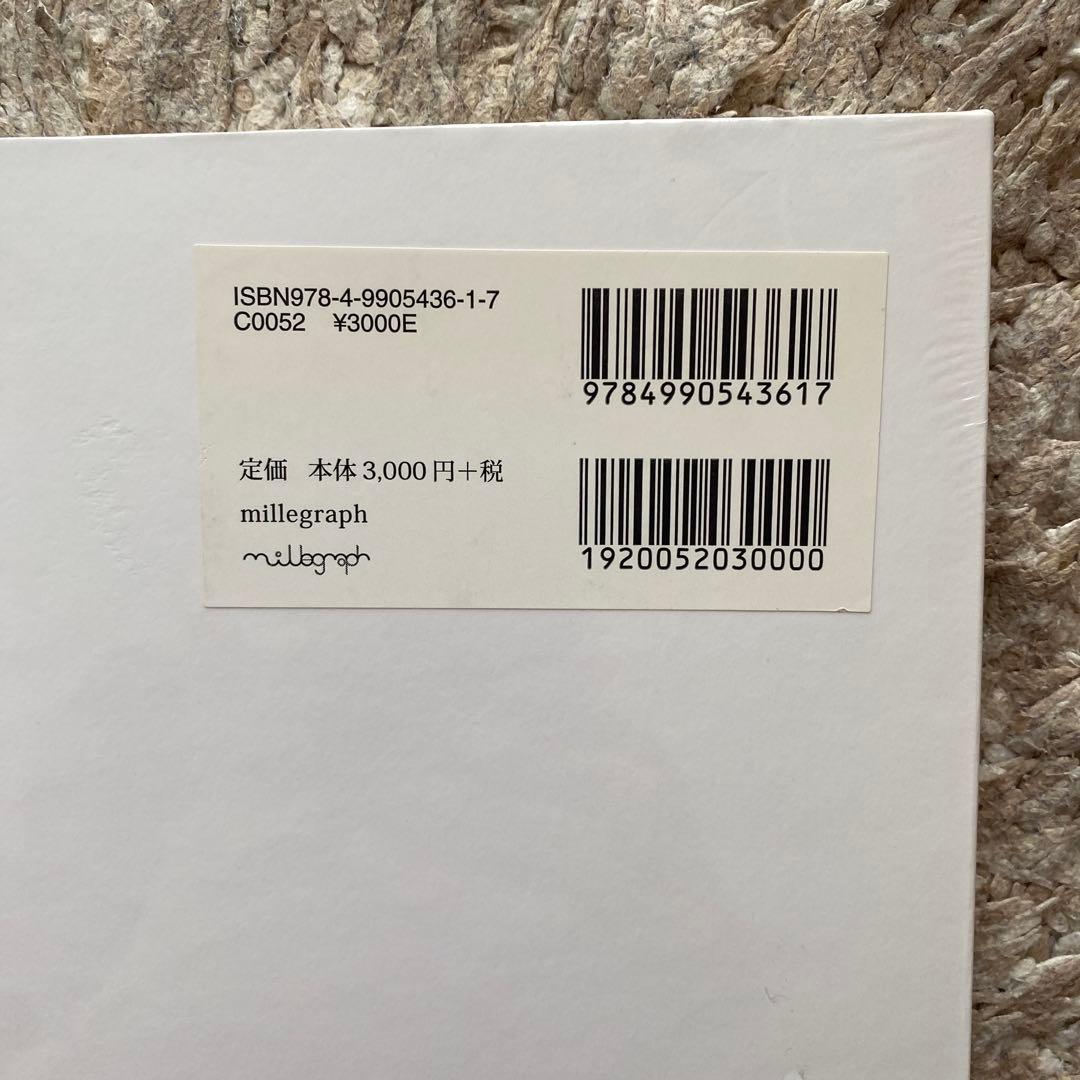 ISBN978-4-9905436-1-7
C0052 ¥3000E
9784990543617
定価 本体3,000円＋税
millegraph
millegraph
1920052030000